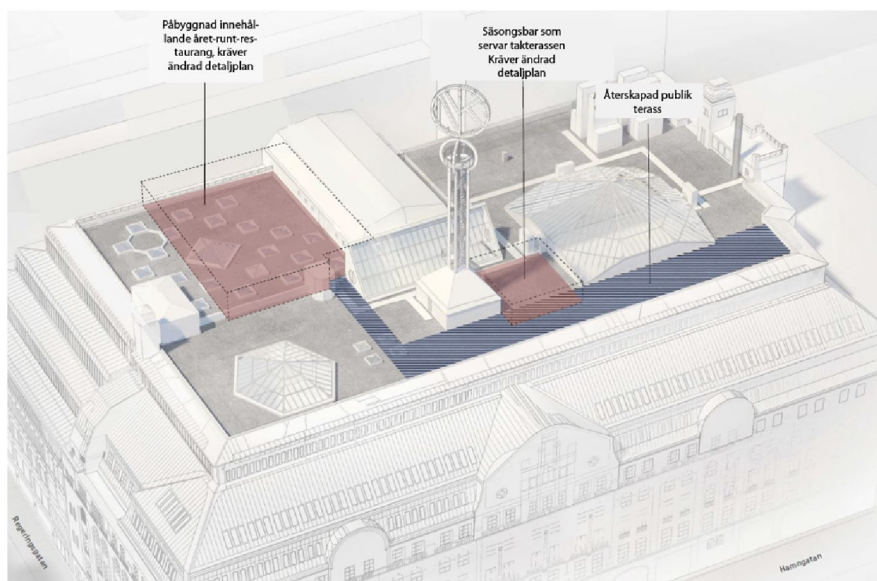 Påbyggnad innehål-
lande året-runt-res-
taurang, kräver
ändrad detaljplan
Säsongsbar som
servar takterassen
Kräver ändrad
detaljplan
Återskapad publik
terass
Regeringsgatan
Hamngatan